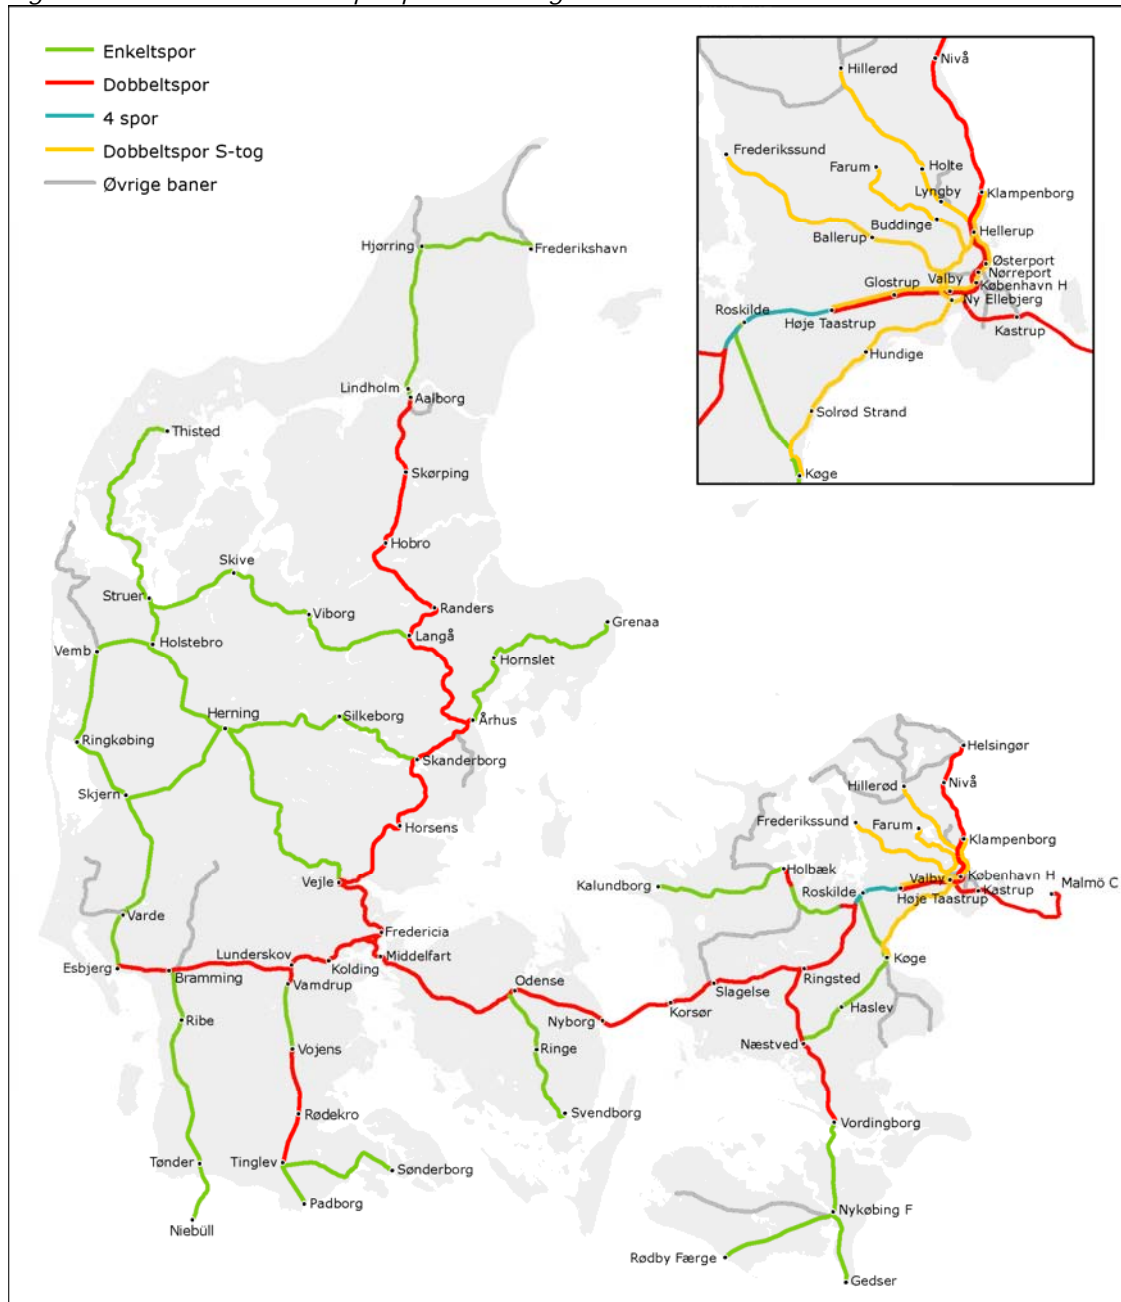 Enkeltspor
Dobbeltspor
4 spor
Dobbeltspor S-tog
Øvrige baner
Nivå
Hillerød
Frederikssund
Farum
Holte
Lyngby
Klampenborg
Buddinge
Ballerup
Hellerup
Østerport
Nørreport
Valby
København H
Glostrup
Ny Ellebjerg
Roskilde
Høje Taastrup
Kastrup
Hundige
Solrød Strand
Køge
Hjørring
Frederikshavn
Lindholm
Aalborg
Thisted
Skørping
Hobro
Skive
Struer
Viborg
Randers
Grenaa
Langå
Holstebro
Vemb
Hornslet
Herning
Silkeborg
Århus
Ringkøbing
Skanderborg
Skjern
Horsens
Vejle
Varde
Fredericia
Lunderskov
Middelfart
Esbjerg
Bramming
Kolding
Vamdrup
Odense
Ribe
Nyborg
Vojens
Ringe
Rødekro
Svendborg
Tønder
Tinglev
Sønderborg
Padborg
Niebüll
Helsingør
Hillerød
Nivå
Frederikssund
Farum
Klampenborg
Holbæk
Valby
København H
Kalundborg
Roskilde
Høje Taastrup
Kastrup
Malmö C
Køge
Ringsted
Slagelse
Korsør
Haslev
Næstved
Vordingborg
Nykøbing F
Rødby Færge
Gedser